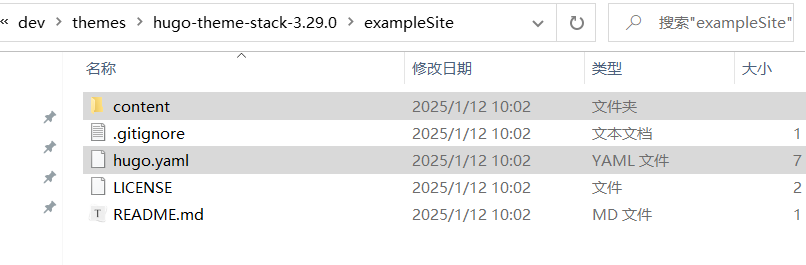 « dev > themes > hugo-theme-stack-3.29.0 > exampleSite 搜索"exampleSite"
名称 修改日期 类型 大小
content 2025/1/12 10:02 文件夹
.gitignore 2025/1/12 10:02 文本文档 1
hugo.yaml 2025/1/12 10:02 YAML 文件 7
LICENSE 2025/1/12 10:02 文件 2
README.md 2025/1/12 10:02 MD 文件 1